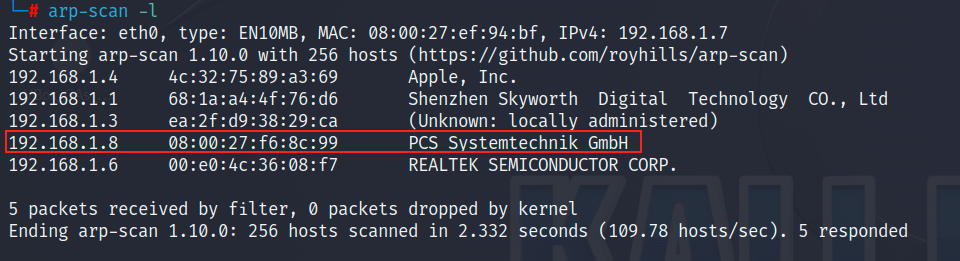 └─# arp-scan -l
Interface: eth0, type: EN10MB, MAC: 08:00:27:ef:94:bf, IPv4: 192.168.1.7
Starting arp-scan 1.10.0 with 256 hosts (https://github.com/royhills/arp-scan)
192.168.1.4     4c:32:75:89:a3:69       Apple, Inc.
192.168.1.1     68:1a:a4:4f:76:d6       Shenzhen Skyworth  Digital  Technology  CO., Ltd
192.168.1.3     ea:2f:d9:38:29:ca       (Unknown: locally administered)
192.168.1.8     08:00:27:f6:8c:99       PCS Systemtechnik GmbH
192.168.1.6     00:e0:4c:36:08:f7       REALTEK SEMICONDUCTOR CORP.

5 packets received by filter, 0 packets dropped by kernel
Ending arp-scan 1.10.0: 256 hosts scanned in 2.332 seconds (109.78 hosts/sec). 5 responded